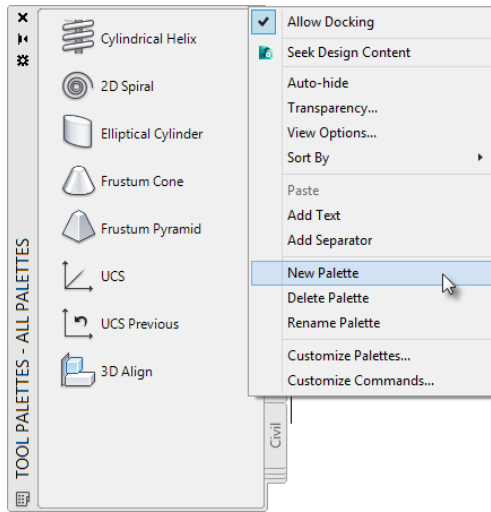 Cylindrical Helix
2D Spiral
Elliptical Cylinder
Frustum Cone
Frustum Pyramid
UCS
UCS Previous
3D Align
TOOL PALETTES - ALL PALETTES
Allow Docking
Seek Design Content
Auto-hide
Transparency...
View Options...
Sort By
Paste
Add Text
Add Separator
New Palette
Delete Palette
Rename Palette
Customize Palettes...
Customize Commands...
Civil